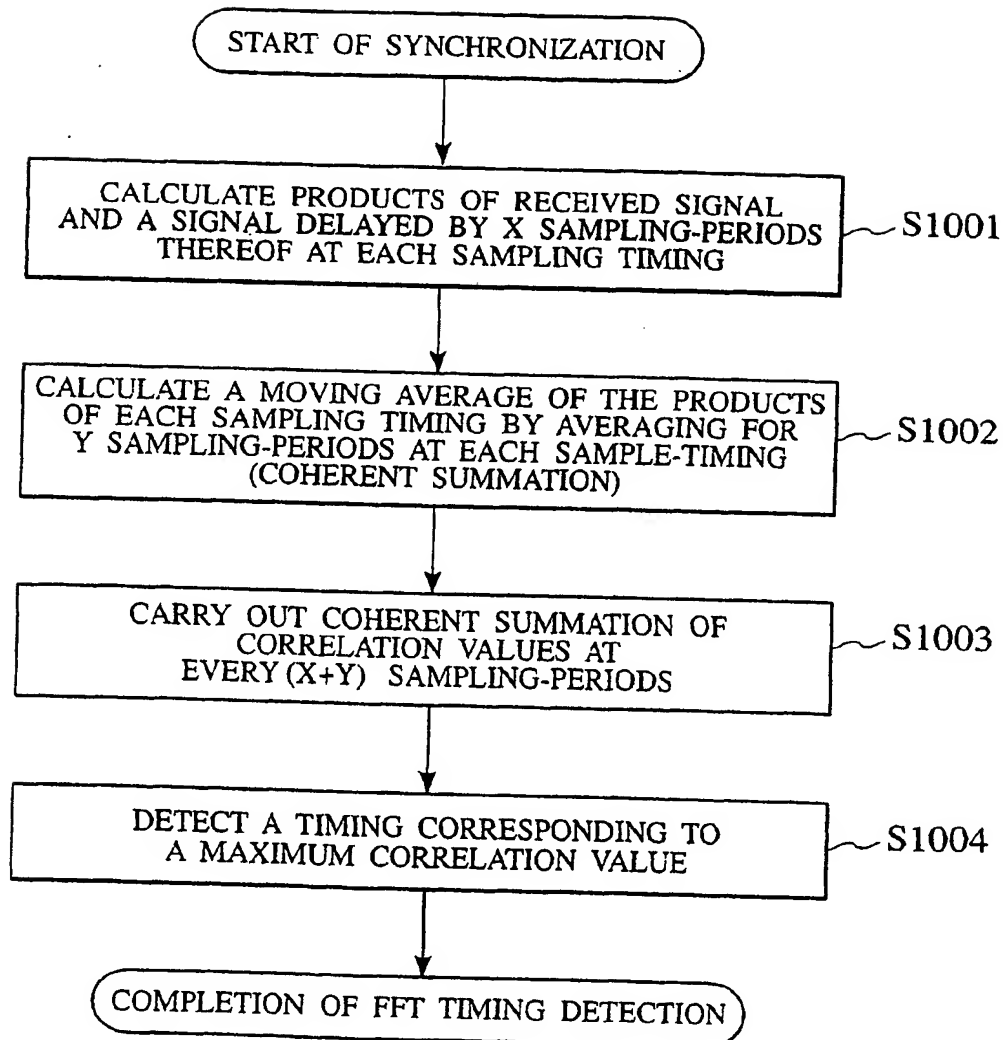 START OF SYNCHRONIZATION
CALCULATE PRODUCTS OF RECEIVED SIGNAL
AND A SIGNAL DELAYED BY X SAMPLING-PERIODS
THEREOF AT EACH SAMPLING TIMING
S1001
CALCULATE A MOVING AVERAGE OF THE PRODUCTS
OF EACH SAMPLING TIMING BY AVERAGING FOR
Y SAMPLING-PERIODS AT EACH SAMPLE-TIMING
(COHERENT SUMMATION)
S1002
CARRY OUT COHERENT SUMMATION OF
CORRELATION VALUES AT
EVERY (X+Y) SAMPLING-PERIODS
S1003
DETECT A TIMING CORRESPONDING TO
A MAXIMUM CORRELATION VALUE
S1004
COMPLETION OF FFT TIMING DETECTION